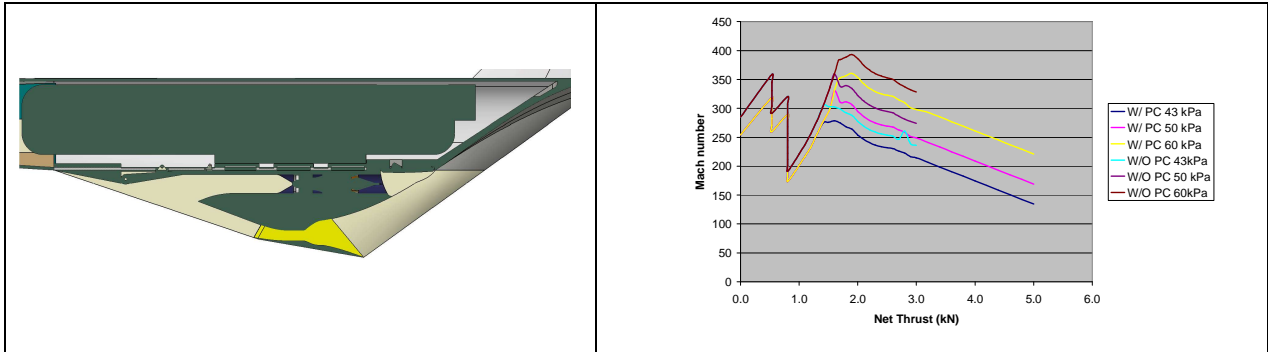 450
400
350
300
250
200
150
100
50
0
Mach number
0.0 1.0 2.0 3.0 4.0 5.0 6.0
Net Thrust (kN)
W/ PC 43 kPa
W/ PC 50 kPa
W/ PC 60 kPa
W/O PC 43kPa
W/O PC 50 kPa
W/O PC 60kPa